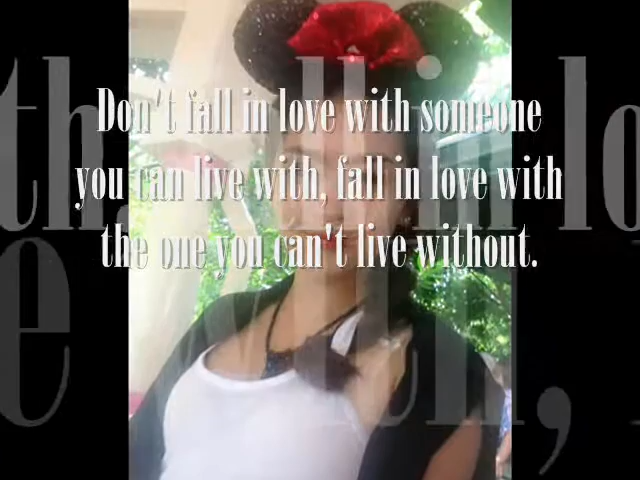 Don't fall in love with someone
you can live with, fall in love with
the one you can't live without.